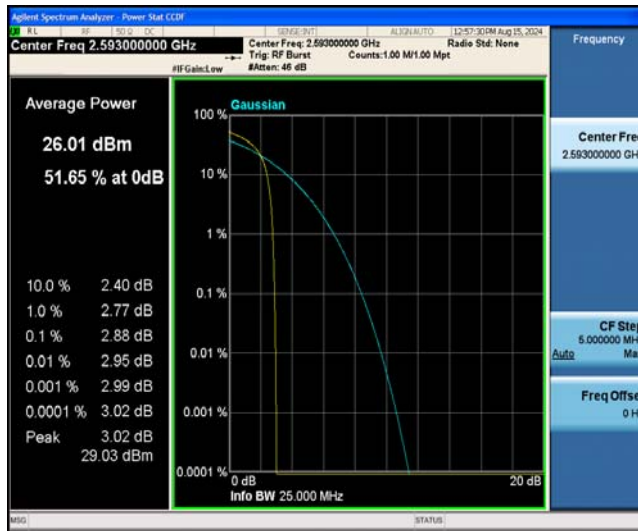 Agilent Spectrum Analyzer - Power Stat CCDF
RL RF 50 Ω DC SENSE:INT ALIGN AUTO 12:57:30 PM Aug 15, 2024
Center Freq 2.593000000 GHz
Center Freq: 2.593000000 GHz Radio Std: None
Trig: RF Burst Counts:1.00 M/1.00 Mpt
#IFGain:Low #Atten: 46 dB
Frequency
Average Power
26.01 dBm
51.65 % at 0dB
10.0 % 2.40 dB
1.0 % 2.77 dB
0.1 % 2.88 dB
0.01 % 2.95 dB
0.001 % 2.99 dB
0.0001 % 3.02 dB
Peak 3.02 dB
29.03 dBm
Gaussian
100 %
10 %
1 %
0.1 %
0.01 %
0.001 %
0.0001 %
0 dB 20 dB
Info BW 25.000 MHz
Center Fre
2.593000000 GH
CF Ste
5.000000 MH
Auto Ma
Freq Offse
0 H
MSG STATUS